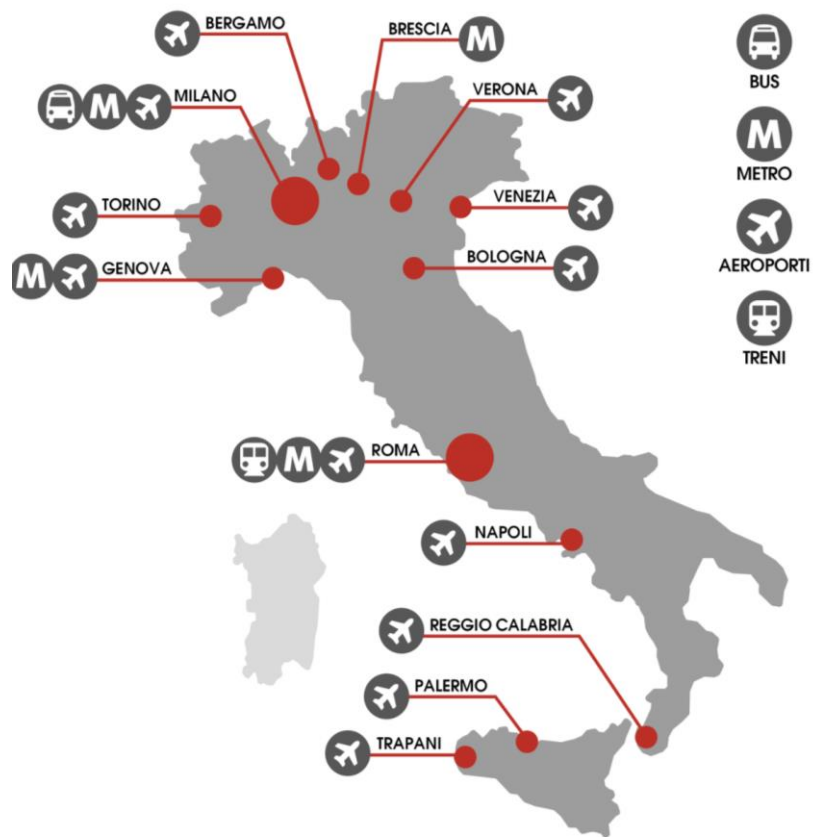 BERGAMO
BRESCIA
M
BUS
MILANO
M
VERONA
M
METRO
TORINO
VENEZIA
GENOVA
M
BOLOGNA
AEROPORTI
TRENI
ROMA
M
NAPOLI
REGGIO CALABRIA
PALERMO
TRAPANI